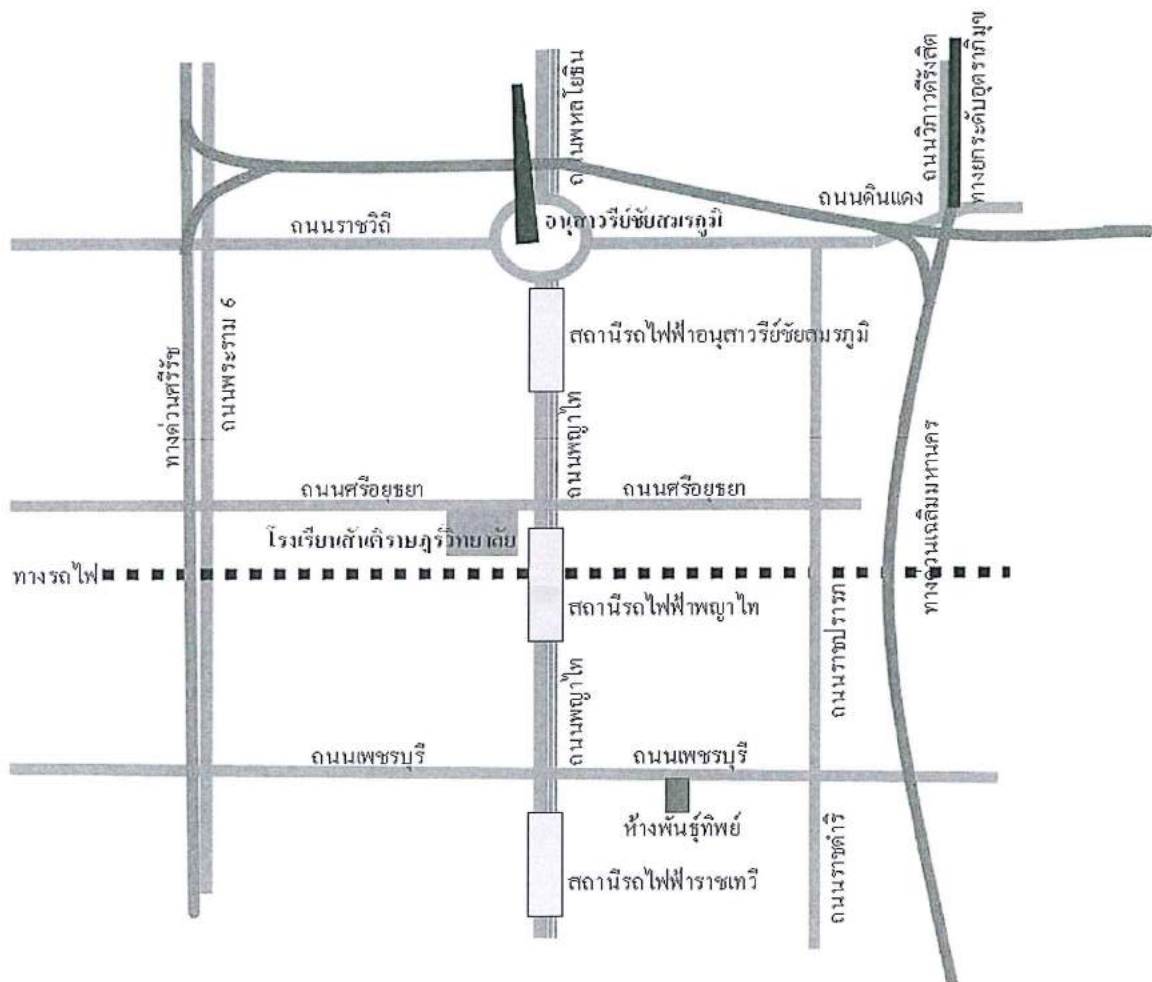 ถนนพหลโยธิน
ถนนวิภาวดีรังสิต
ทางยกระดับอุตราภิมุข
ถนนดินแดง
ถนนราชวิถี
อนุสาวรีย์ชัยสมรภูมิ
สถานีรถไฟฟ้าอนุสาวรีย์ชัยสมรภูมิ
ทางด่วนศรีรัช
ถนนพระราม 6
ถนนพญาไท
ทางด่วนเฉลิมมหานคร
ถนนศรีอยุธยา
ถนนศรีอยุธยา
โรงเรียนสันติราษฎร์วิทยาลัย
ทางรถไฟ
สถานีรถไฟฟ้าพญาไท
ถนนราชปรารภ
ถนนพญาไท
ถนนเพชรบุรี
ถนนเพชรบุรี
ห้างพันธุ์ทิพย์
สถานีรถไฟฟ้าราชเทวี
ถนนราชดำริ